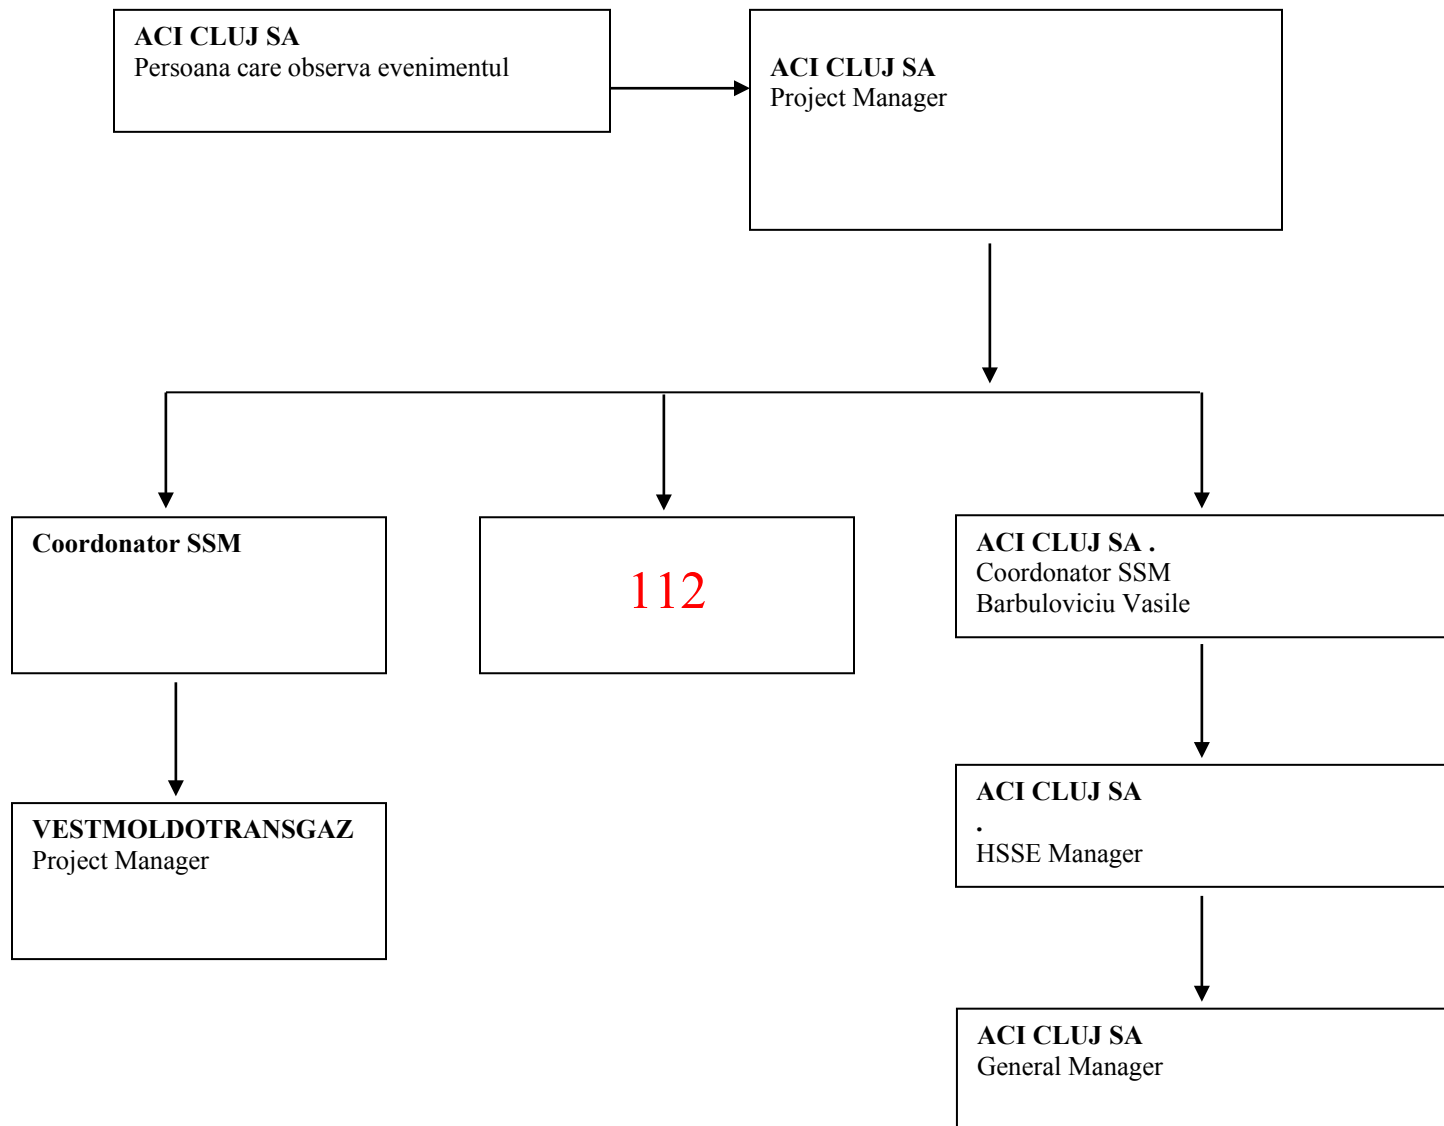 ACI CLUJ SA
Persoana care observa evenimentul
ACI CLUJ SA
Project Manager
Coordonator SSM
112
ACI CLUJ SA .
Coordonator SSM
Barbuloviciu Vasile
VESTMOLDOTRANSGAZ
Project Manager
ACI CLUJ SA
.
HSSE Manager
ACI CLUJ SA
General Manager